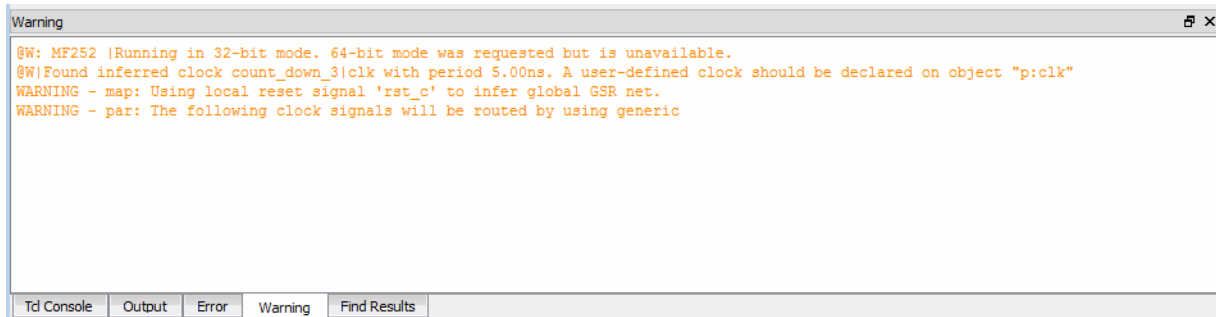 Warning
@W: MF252 |Running in 32-bit mode. 64-bit mode was requested but is unavailable.
@W|Found inferred clock count_down_3|clk with period 5.00ns. A user-defined clock should be declared on object "p:clk"
WARNING - map: Using local reset signal 'rst_c' to infer global GSR net.
WARNING - par: The following clock signals will be routed by using generic
Tcl Console Output Error Warning Find Results